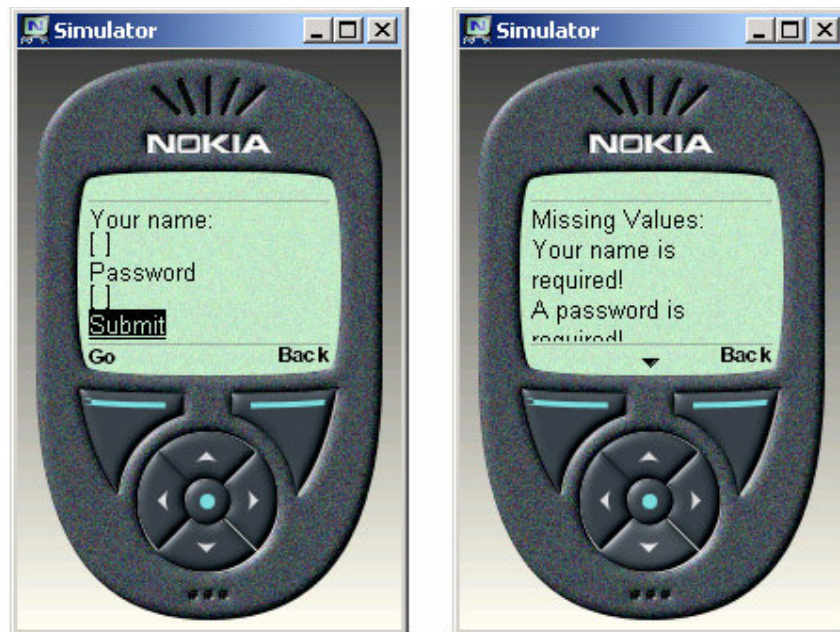 Simulator
NOKIA
Your name:
[ ]
Password
[ ]
Submit
Go Back
Simulator
NOKIA
Missing Values:
Your name is
required!
A password is
required!
Back